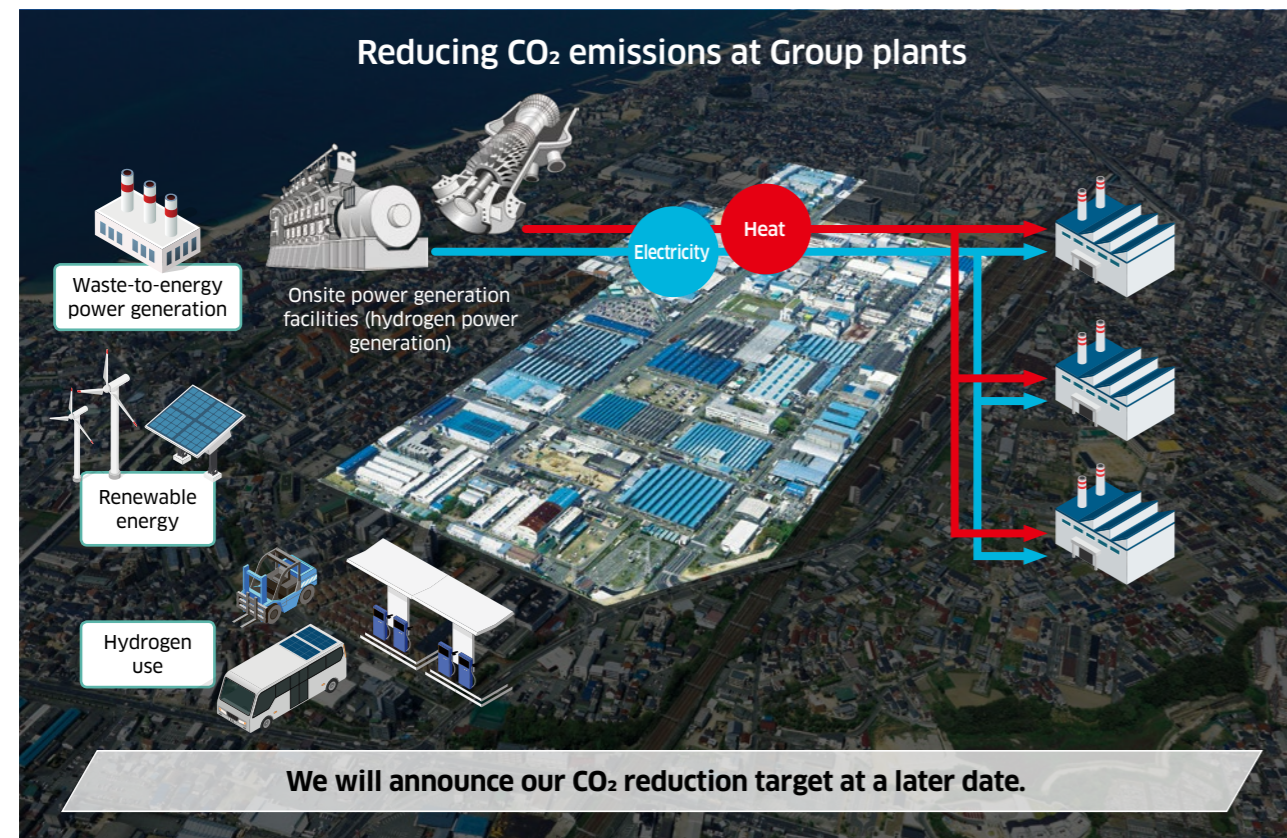 Reducing CO₂ emissions at Group plants
Waste-to-energy
power generation
Onsite power generation
facilities (hydrogen power
generation)
Electricity
Heat
Renewable
energy
Hydrogen
use
We will announce our CO₂ reduction target at a later date.